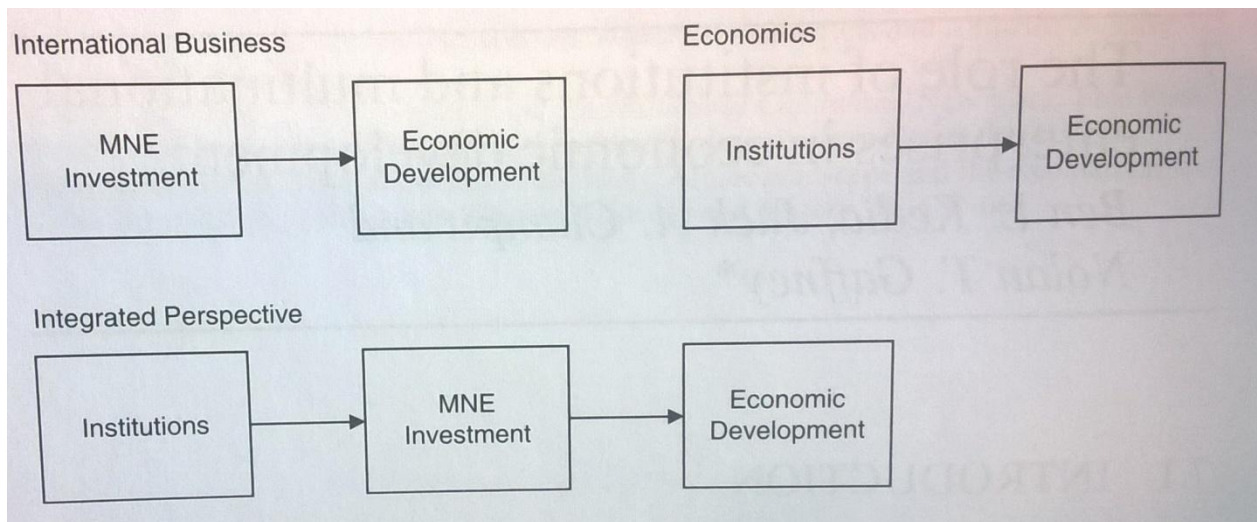 International Business
MNE
Investment
Economic
Development
Economics
Institutions
Economic
Development
Integrated Perspective
Institutions
MNE
Investment
Economic
Development